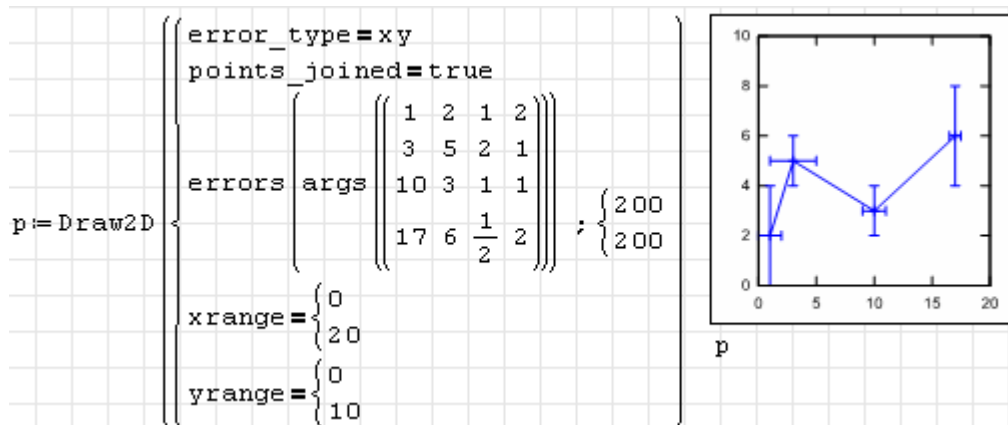 error_type=xy
points_joined=true
1 2 1 2
3 5 2 1
errors(args((
10 3 1 1
17 6 1/2 2
p:=Draw2D
; {200
200
xrange={0
20
yrange={0
10
10
8
6
4
2
0
0 5 10 15 20
p